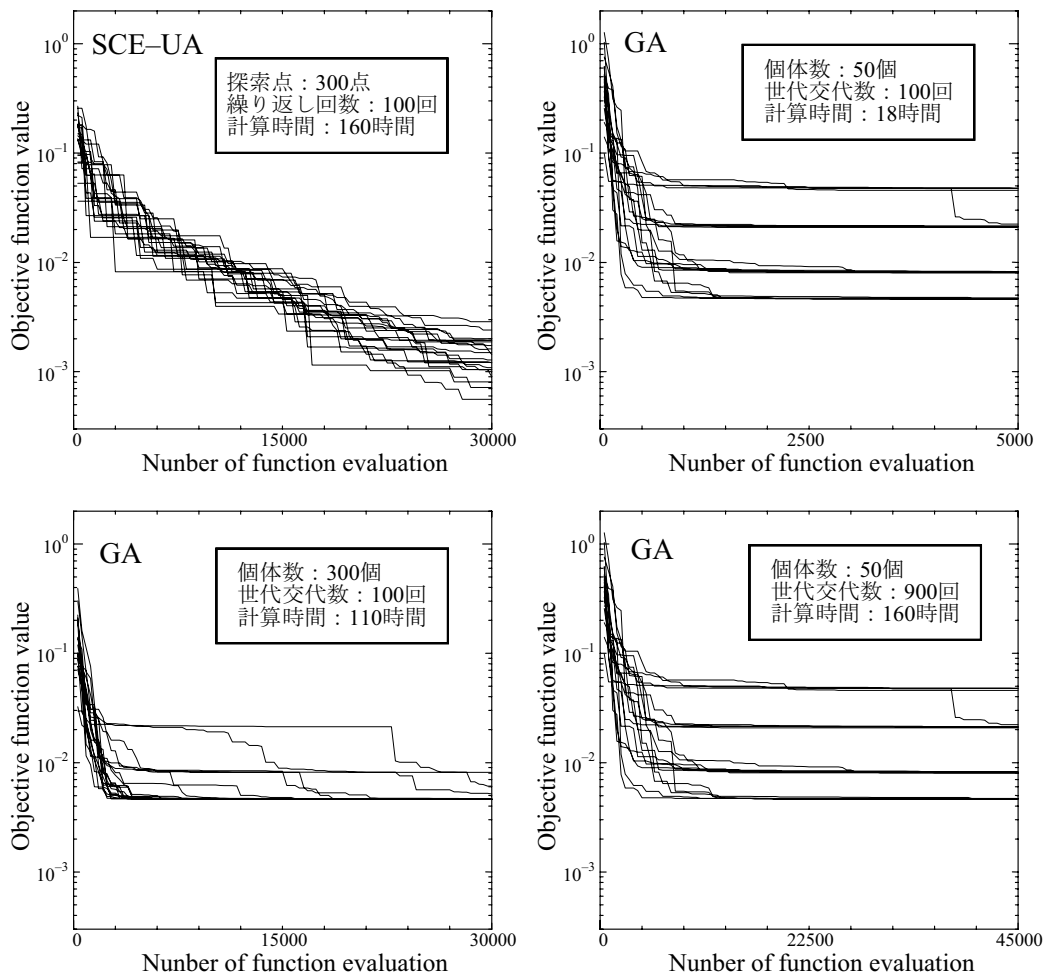 SCE–UA
探索点：300点
繰り返し回数：100回
計算時間：160時間
10^0
10^-1
10^-2
10^-3
Objective function value
0
15000
30000
Nunber of function evaluation
GA
個体数：50個
世代交代数：100回
計算時間：18時間
10^0
10^-1
10^-2
10^-3
Objective function value
0
2500
5000
Nunber of function evaluation
GA
個体数：300個
世代交代数：100回
計算時間：110時間
10^0
10^-1
10^-2
10^-3
Objective function value
0
15000
30000
Nunber of function evaluation
GA
個体数：50個
世代交代数：900回
計算時間：160時間
10^0
10^-1
10^-2
10^-3
Objective function value
0
22500
45000
Nunber of function evaluation